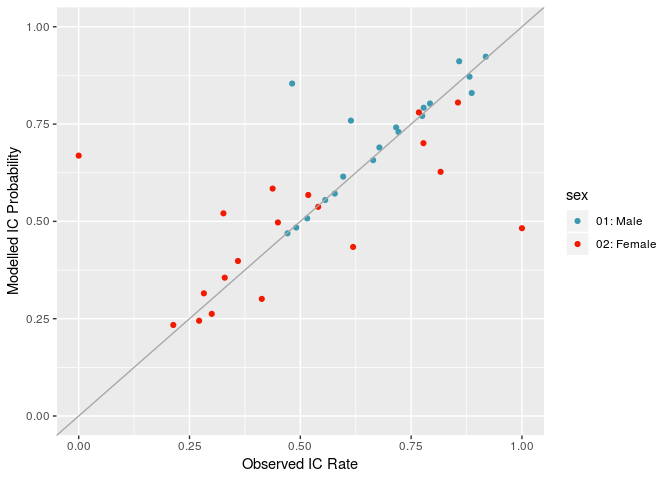 1.00
0.75
0.50
0.25
0.00
Modelled IC Probability
0.00 0.25 0.50 0.75 1.00
Observed IC Rate
sex
01: Male
02: Female